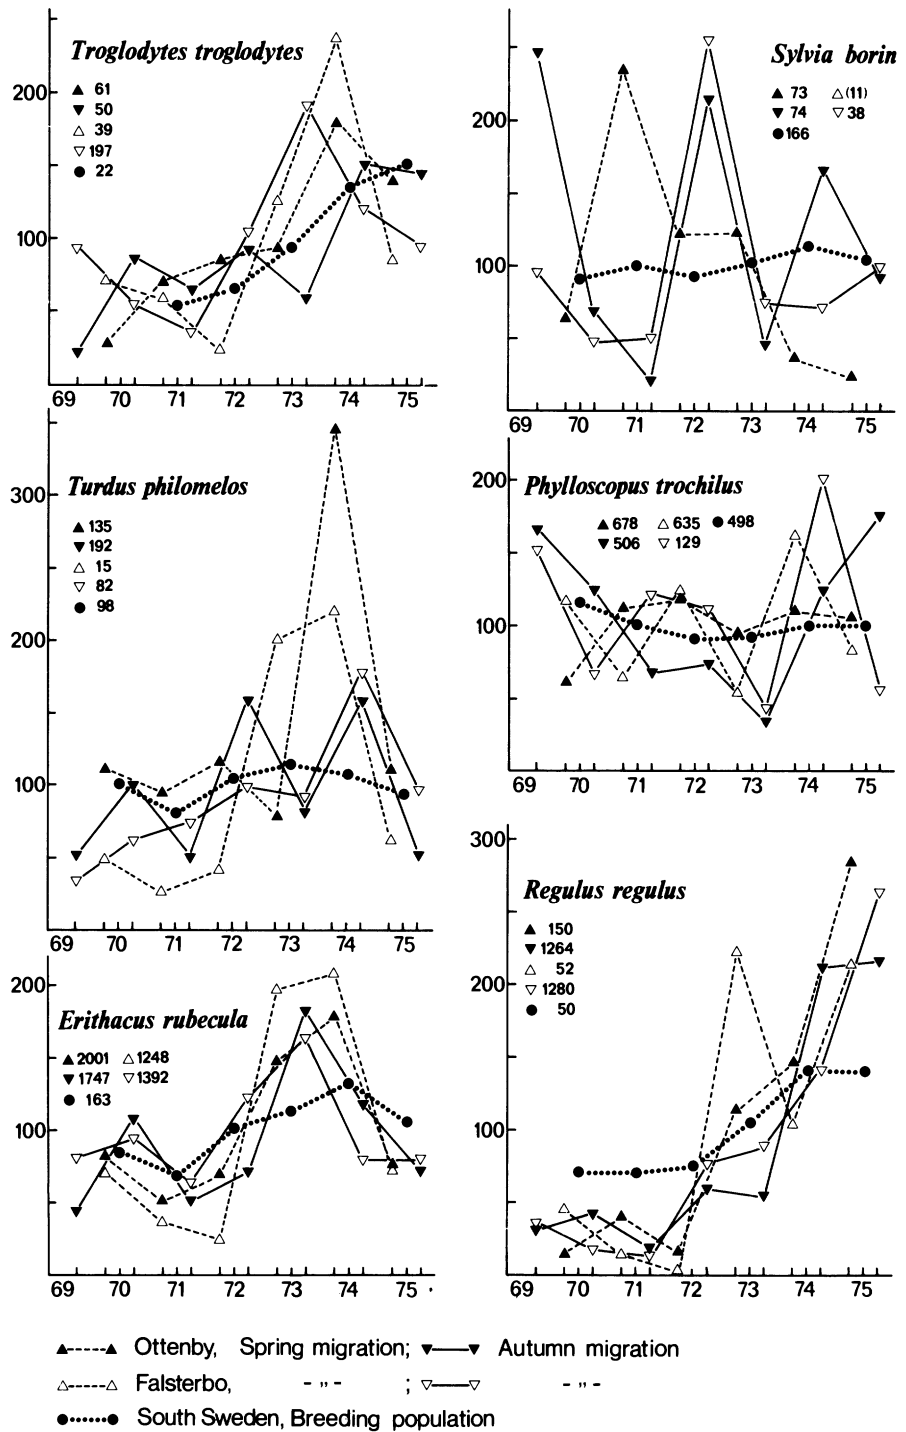 Troglodytes troglodytes
▲ 61
▼ 50
△ 39
▽ 197
● 22
200
100
69 70 71 72 73 74 75
Sylvia borin
▲ 73 △ (11)
▼ 74 ▽ 38
● 166
200
100
69 70 71 72 73 74 75
Turdus philomelos
▲ 135
▼ 192
△ 15
▽ 82
● 98
300
200
100
69 70 71 72 73 74 75
Phylloscopus trochilus
▲ 678 △ 635 ● 498
▼ 506 ▽ 129
200
100
69 70 71 72 73 74 75
Erithacus rubecula
▲ 2001 △ 1248
▼ 1747 ▽ 1392
● 163
200
100
69 70 71 72 73 74 75
Regulus regulus
▲ 150
▼ 1264
△ 52
▽ 1280
● 50
300
200
100
69 70 71 72 73 74 75
▲-----▲ Ottenby, Spring migration; ▼——▼ Autumn migration
△-----△ Falsterbo, - ” - ; ▽——▽ - ” -
●••••••● South Sweden, Breeding population